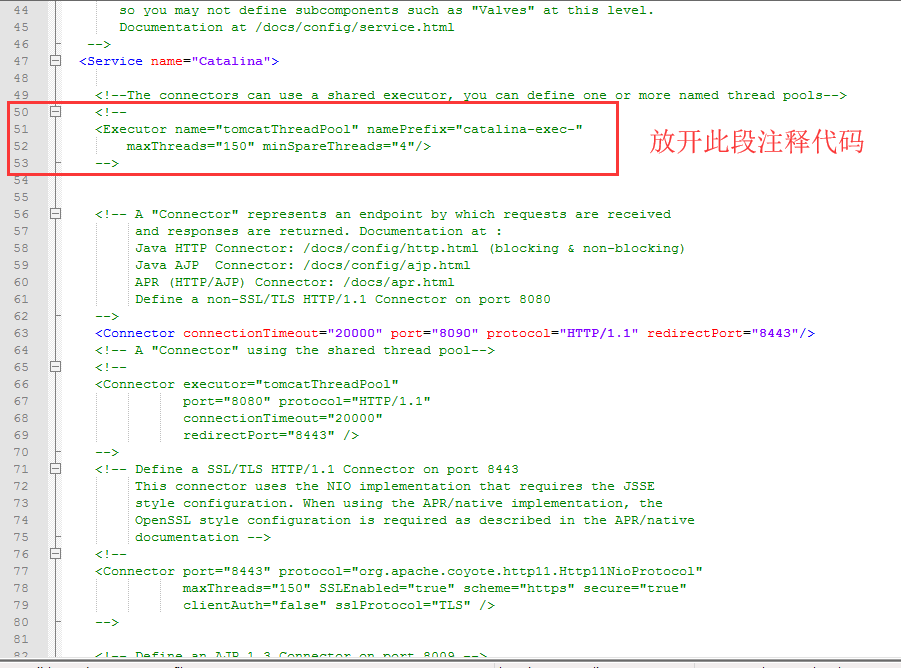 44 so you may not define subcomponents such as "Valves" at this level.
45 Documentation at /docs/config/service.html
46 -->
47 <Service name="Catalina">
48
49 <!--The connectors can use a shared executor, you can define one or more named thread pools-->
50 <!--
51 <Executor name="tomcatThreadPool" namePrefix="catalina-exec-"
52 maxThreads="150" minSpareThreads="4"/>
53 -->
放开此段注释代码
54
55
56 <!-- A "Connector" represents an endpoint by which requests are received
57 and responses are returned. Documentation at :
58 Java HTTP Connector: /docs/config/http.html (blocking & non-blocking)
59 Java AJP  Connector: /docs/config/ajp.html
60 APR (HTTP/AJP) Connector: /docs/apr.html
61 Define a non-SSL/TLS HTTP/1.1 Connector on port 8080
62 -->
63 <Connector connectionTimeout="20000" port="8090" protocol="HTTP/1.1" redirectPort="8443"/>
64 <!-- A "Connector" using the shared thread pool-->
65 <!--
66 <Connector executor="tomcatThreadPool"
67 port="8080" protocol="HTTP/1.1"
68 connectionTimeout="20000"
69 redirectPort="8443" />
70 -->
71 <!-- Define a SSL/TLS HTTP/1.1 Connector on port 8443
72 This connector uses the NIO implementation that requires the JSSE
73 style configuration. When using the APR/native implementation, the
74 OpenSSL style configuration is required as described in the APR/native
75 documentation -->
76 <!--
77 <Connector port="8443" protocol="org.apache.coyote.http11.Http11NioProtocol"
78 maxThreads="150" SSLEnabled="true" scheme="https" secure="true"
79 clientAuth="false" sslProtocol="TLS" />
80 -->
81
82 <!-- Define an AJP 1.3 Connector on port 8009 -->